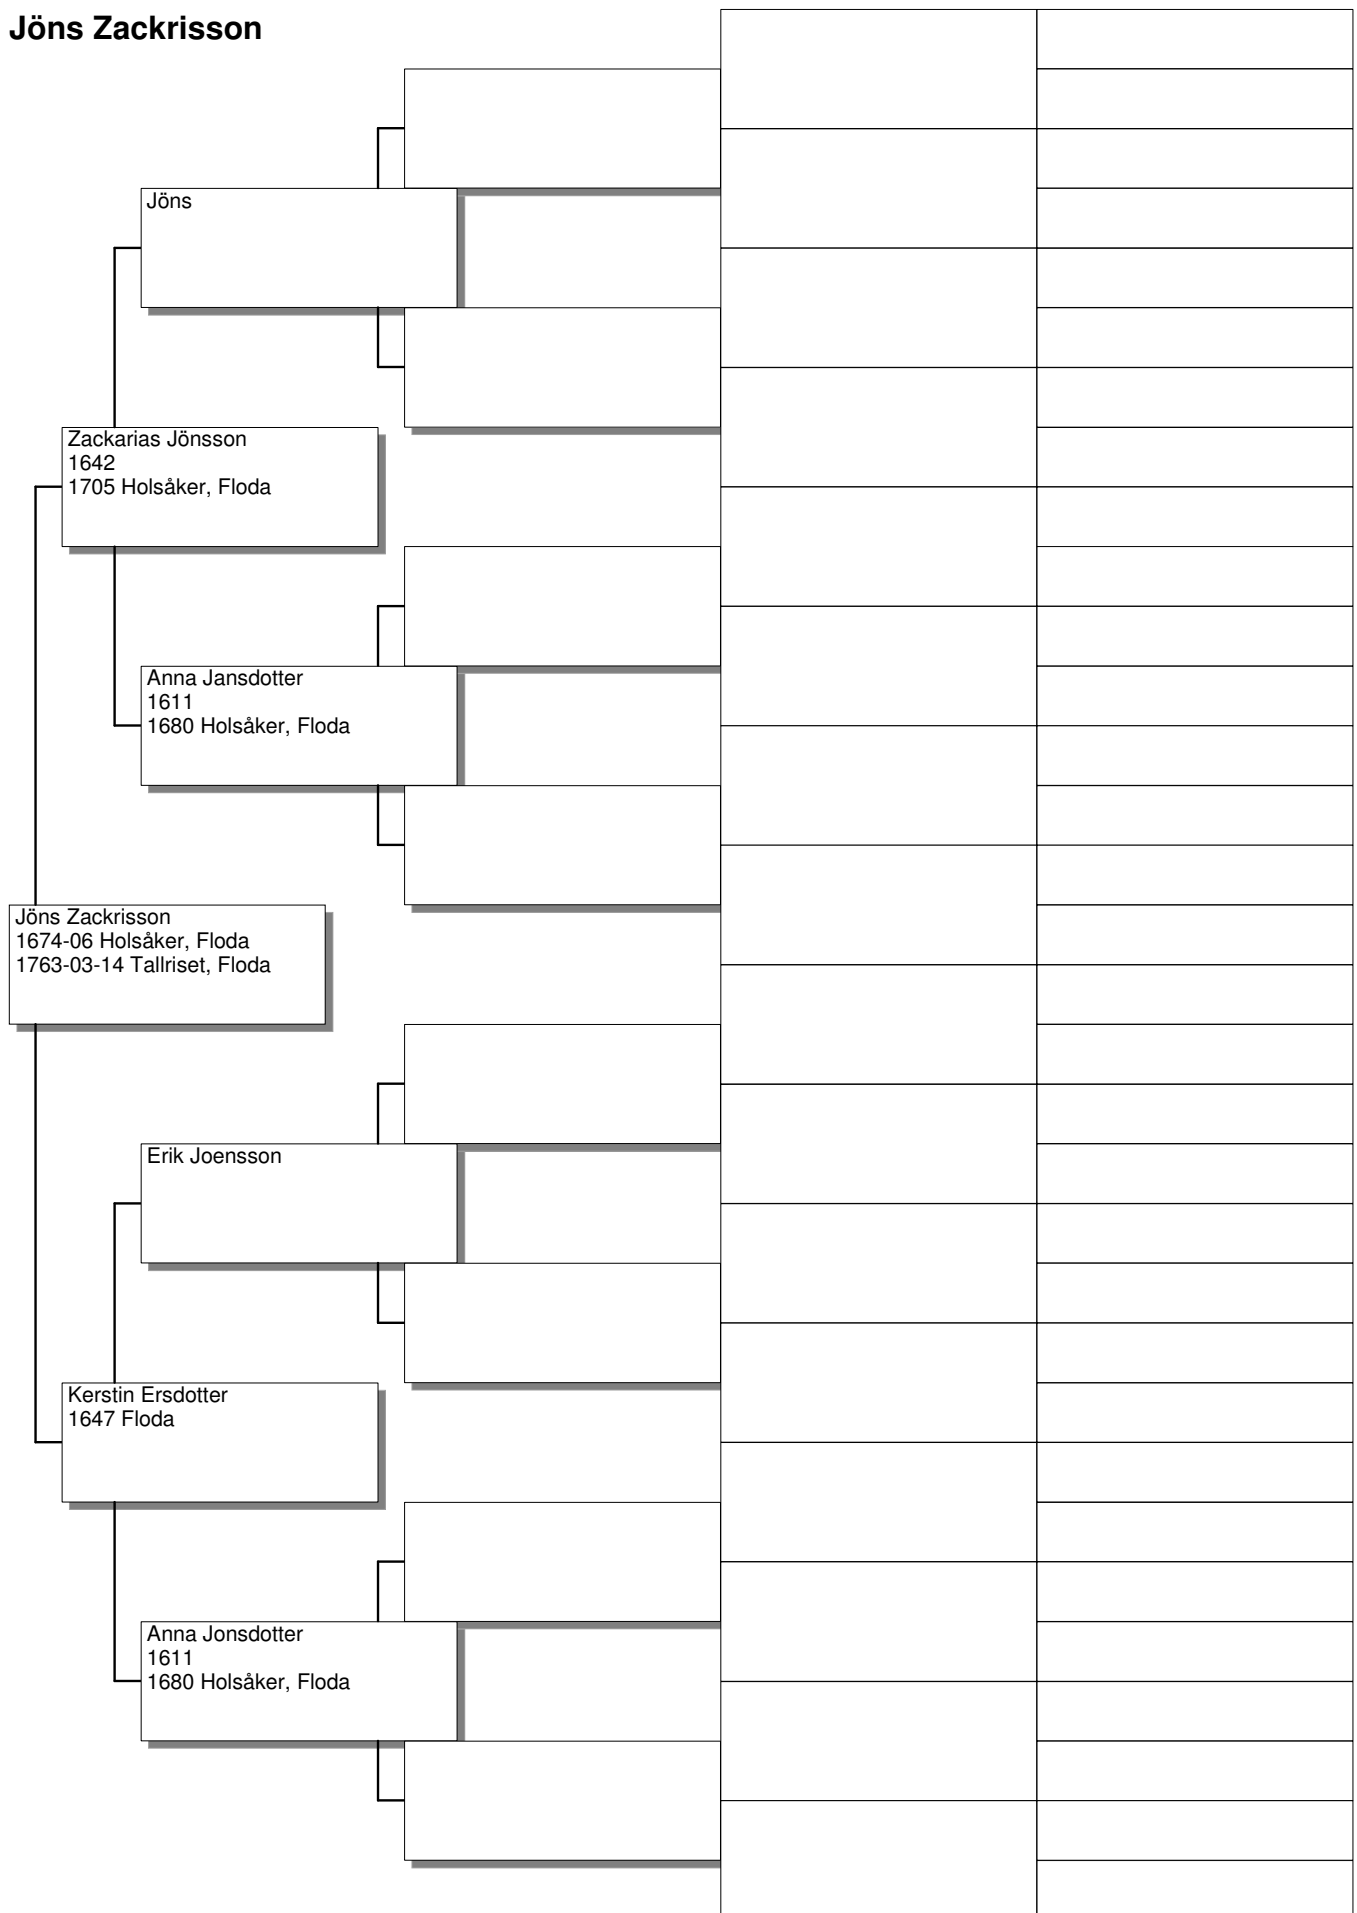 Jöns Zackrisson
Jöns
Zackarias Jönsson
1642
1705 Holsåker, Floda
Anna Jansdotter
1611
1680 Holsåker, Floda
Jöns Zackrisson
1674-06 Holsåker, Floda
1763-03-14 Tallriset, Floda
Erik Joensson
Kerstin Ersdotter
1647 Floda
Anna Jonsdotter
1611
1680 Holsåker, Floda